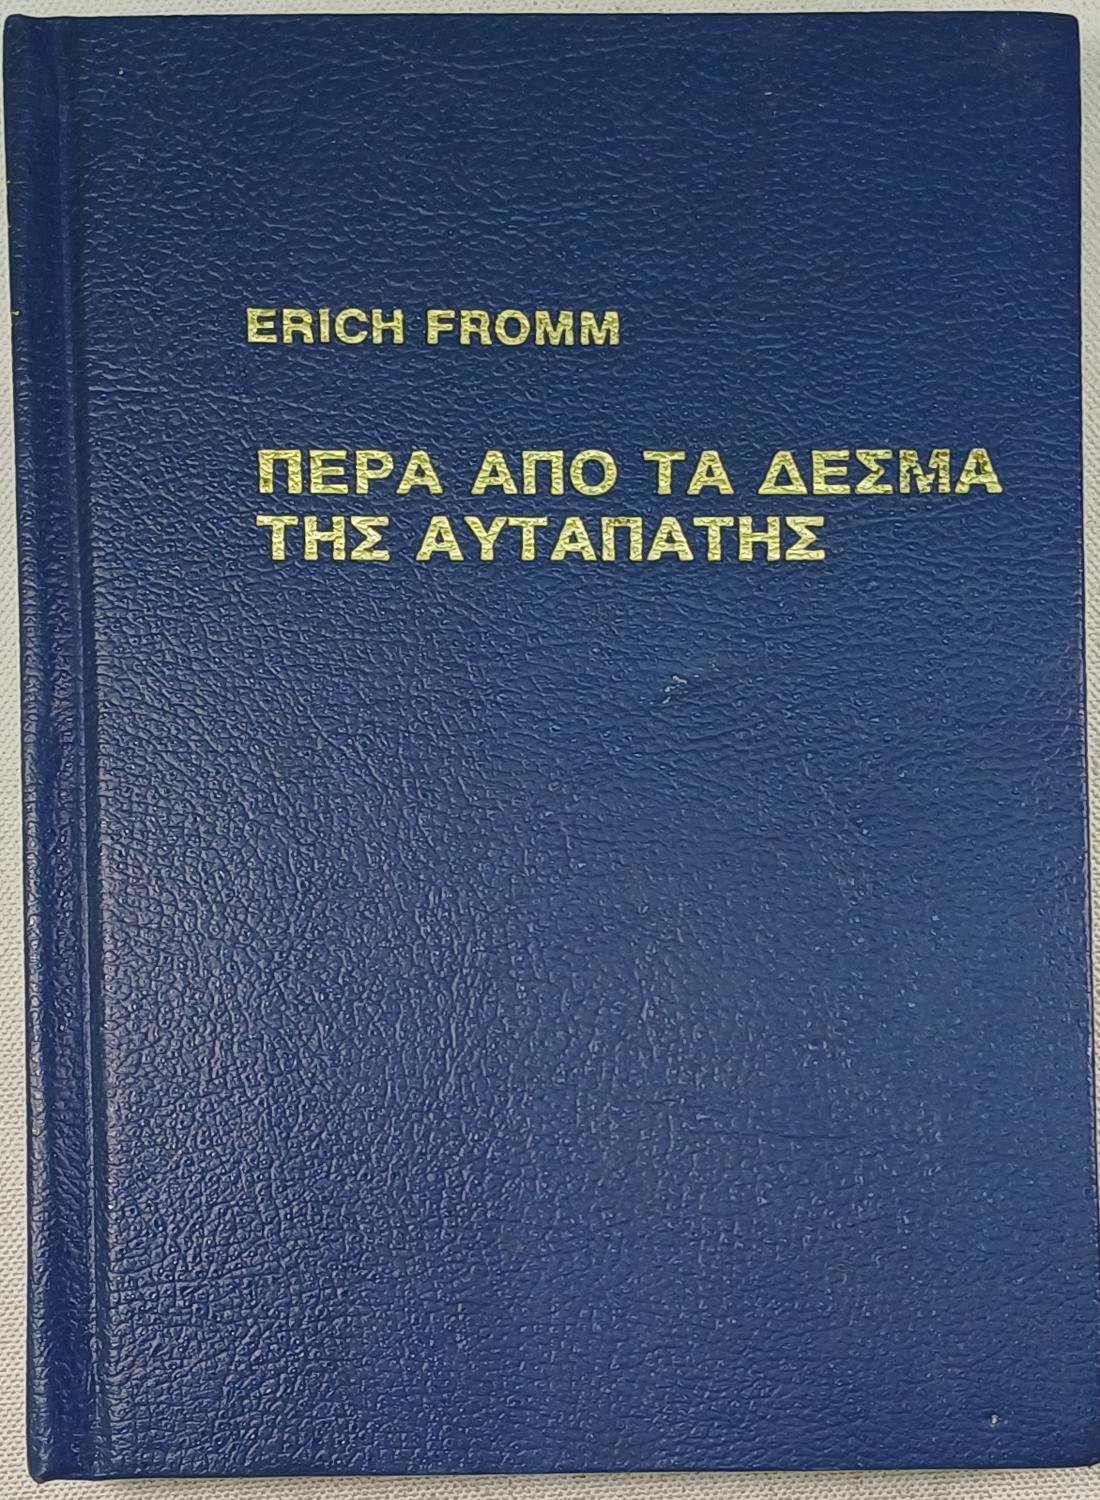 ERICH FROMM
ΠΕΡΑ ΑΠΟ ΤΑ ΔΕΣΜΑ
ΤΗΣ ΑΥΤΑΠΑΤΗΣ